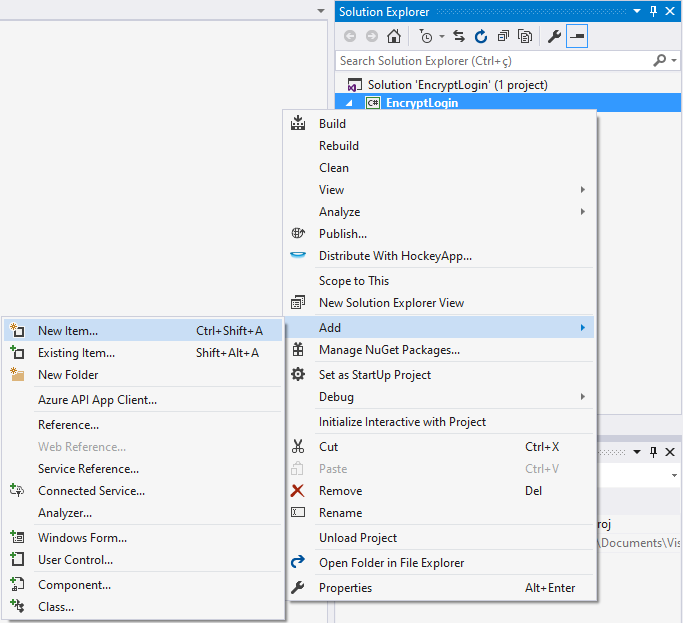 Solution Explorer
Search Solution Explorer (Ctrl+ç)
Solution 'EncryptLogin' (1 project)
C# EncryptLogin
Build
Rebuild
Clean
View
Analyze
Publish...
Distribute With HockeyApp...
Scope to This
New Solution Explorer View
Add
Manage NuGet Packages...
Set as StartUp Project
Debug
Initialize Interactive with Project
Cut Ctrl+X
Paste Ctrl+V
Remove Del
Rename
Unload Project
Open Folder in File Explorer
Properties Alt+Enter
New Item... Ctrl+Shift+A
Existing Item... Shift+Alt+A
New Folder
Azure API App Client...
Reference...
Web Reference...
Service Reference...
Connected Service...
Analyzer...
Windows Form...
User Control...
Component...
Class...
roj
\Documents\Vis